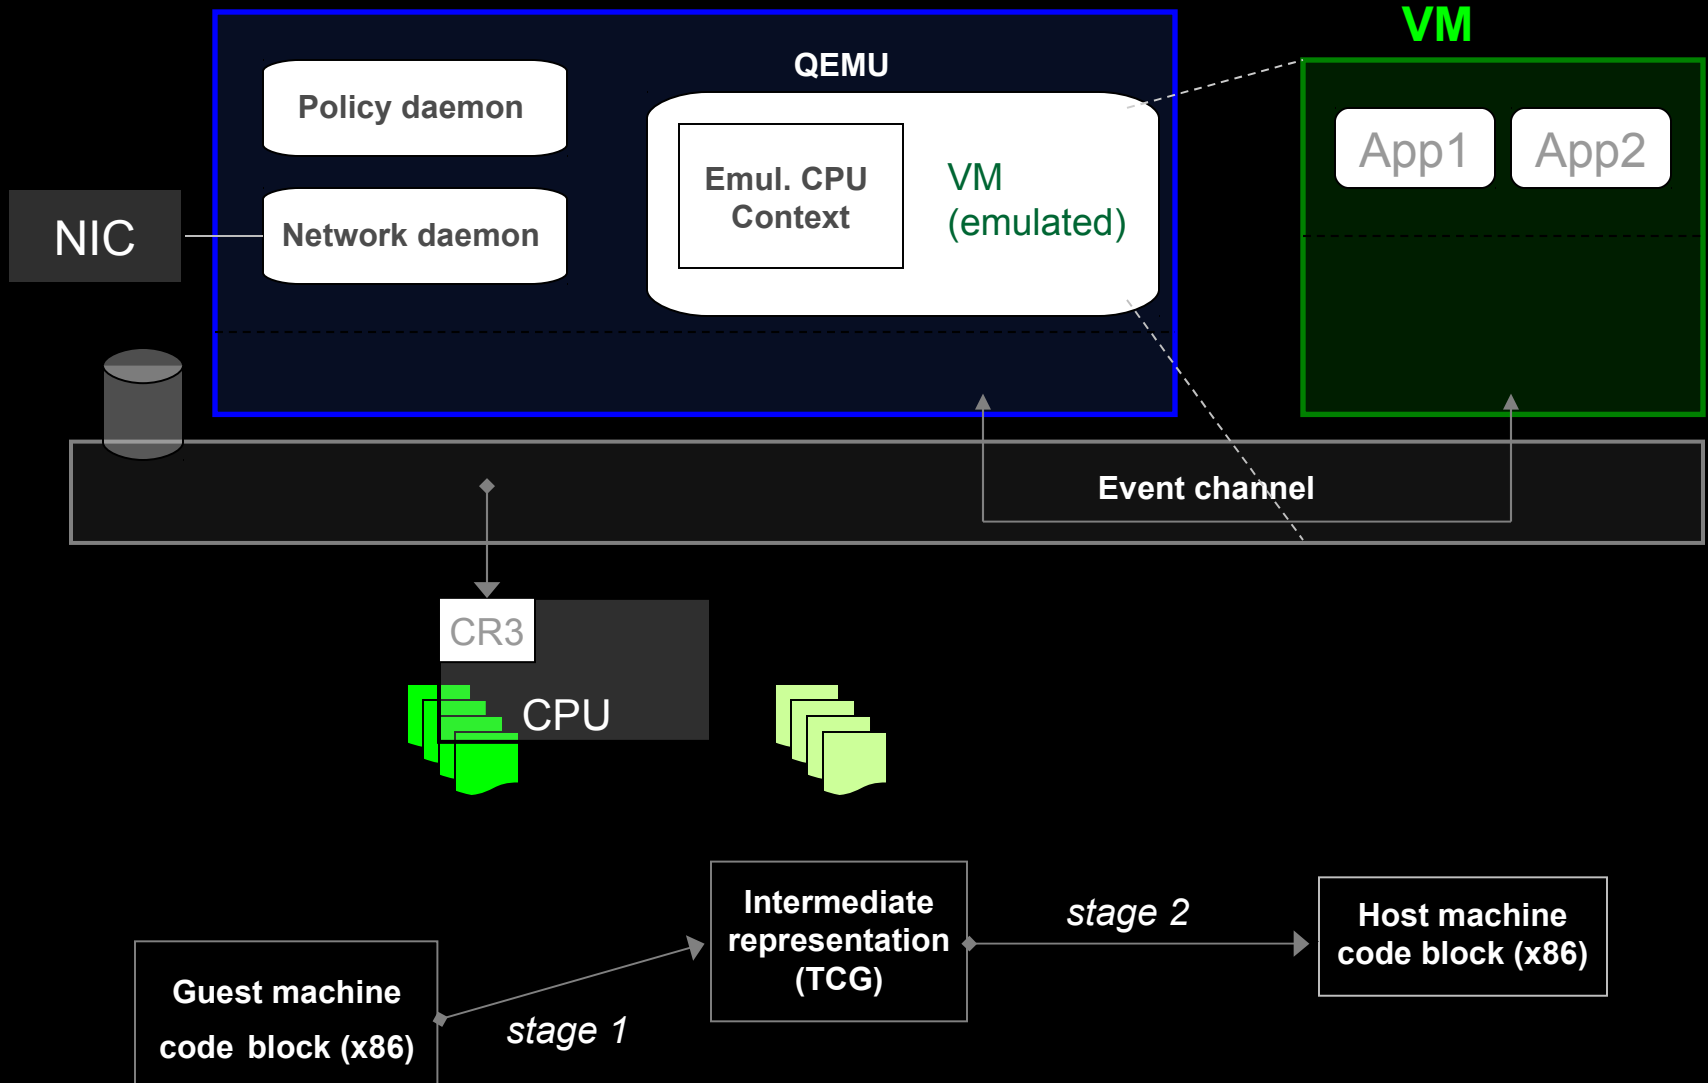 VM
QEMU
Policy daemon
App1
App2
Emul. CPU
Context
VM
(emulated)
NIC
Network daemon
Event channel
CR3
CPU
Intermediate
representation
(TCG)
stage 2
Host machine
code block (x86)
Guest machine
code block (x86)
stage 1